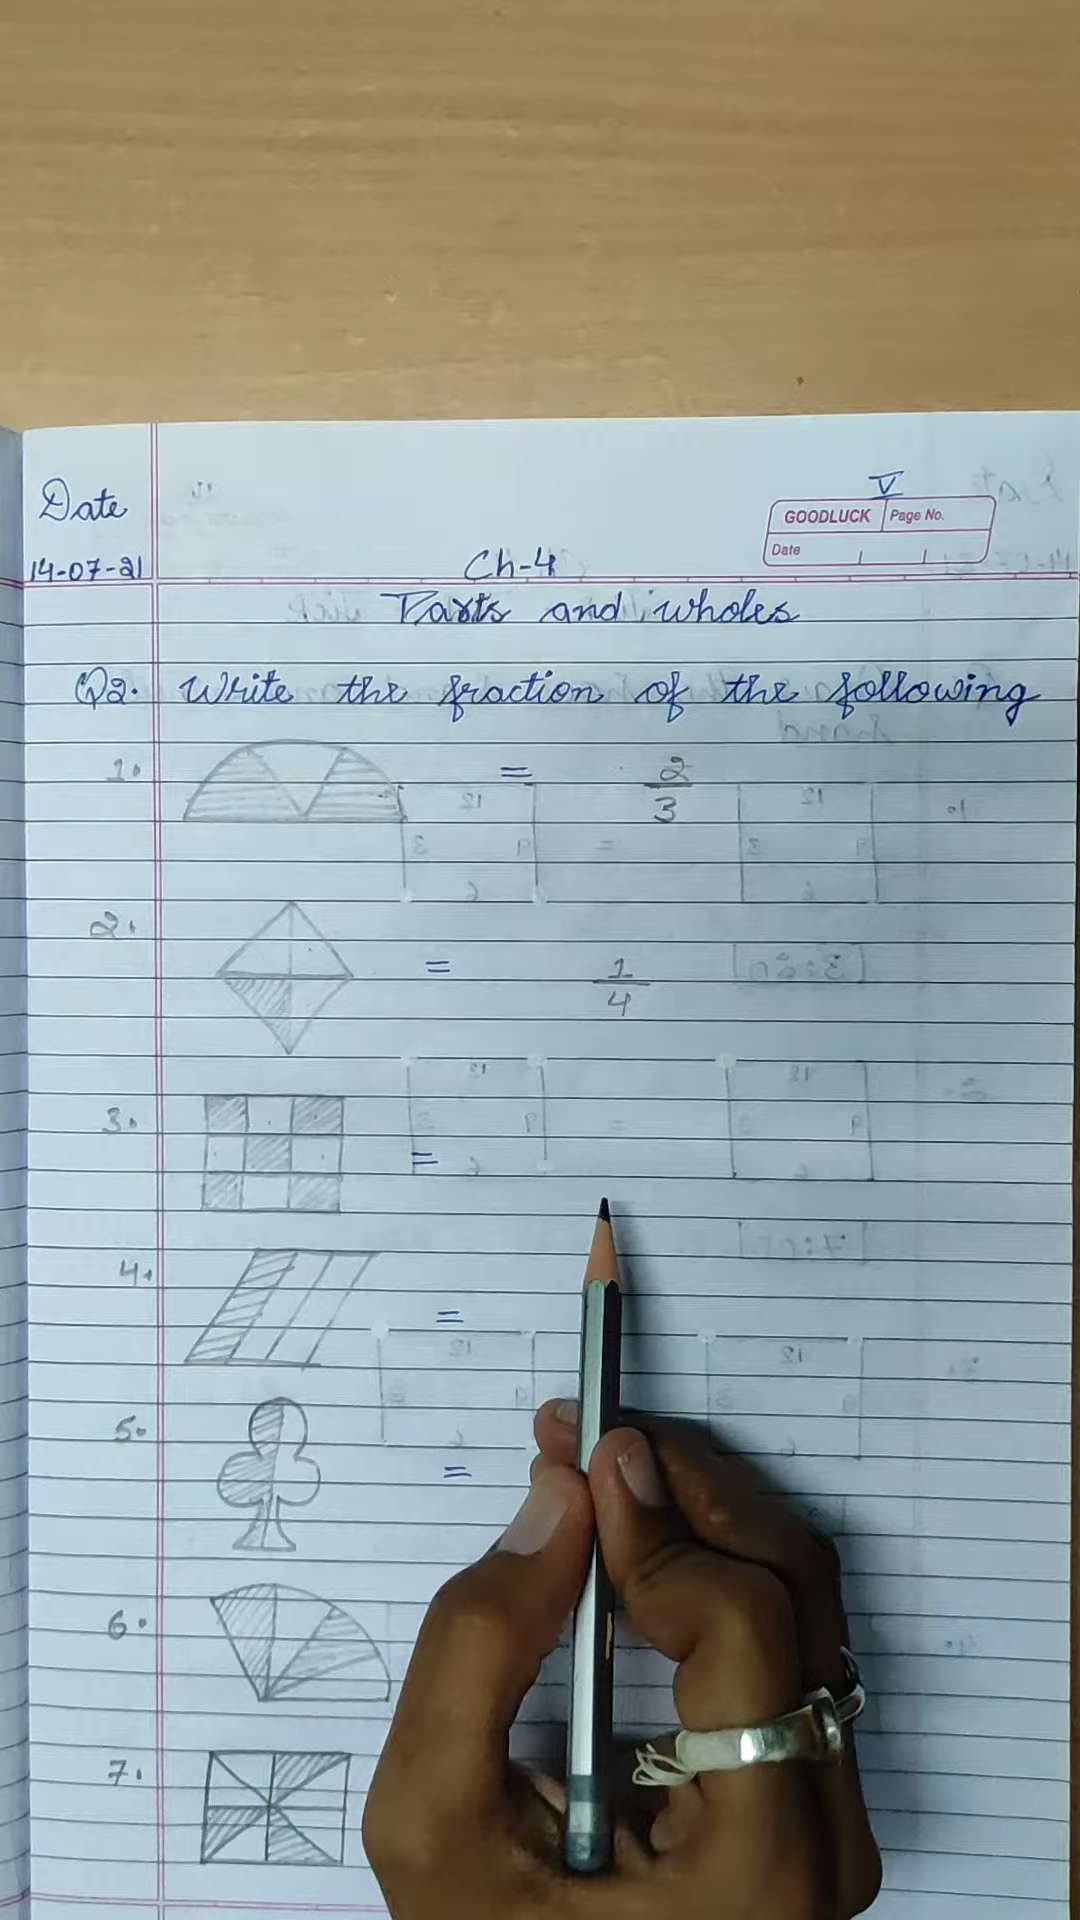 Date
V
GOODLUCK Page No.
Date
14-07-21
Ch-4
Parts and wholes
Q2. Write the fraction of the following
1. = 2/3
2. = 1/4
3. =
4. =
5. =
6.
7.